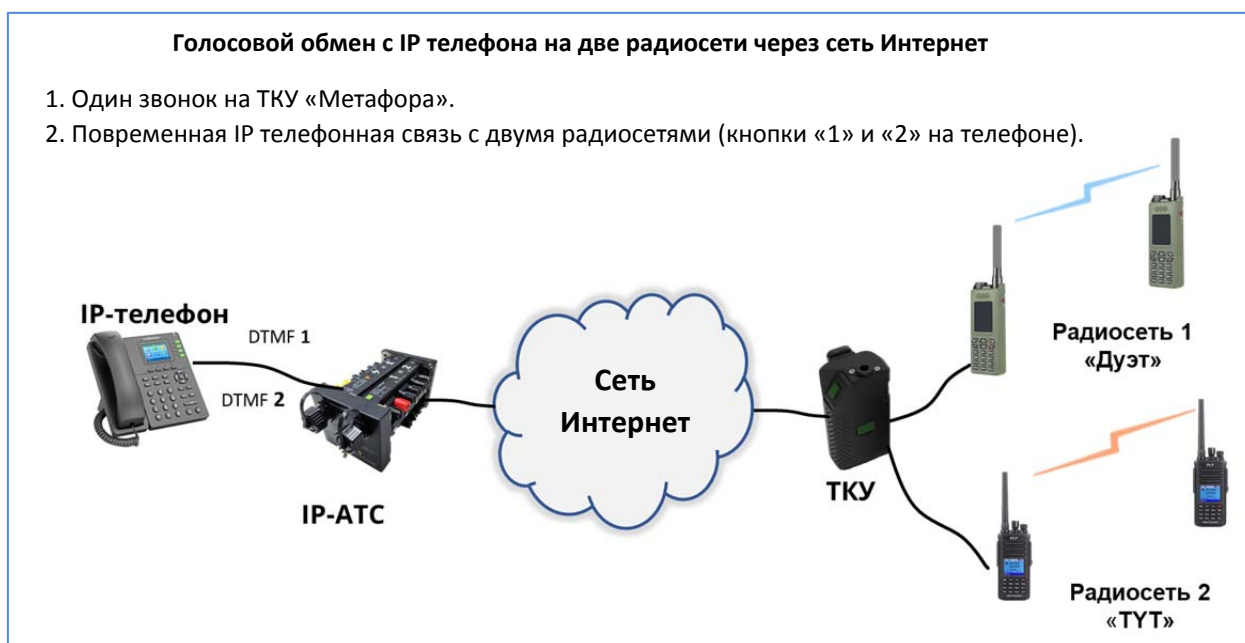 Голосовой обмен с IP телефона на две радиосети через сеть Интернет
1. Один звонок на ТКУ «Метафора».
2. Повременная IP телефонная связь с двумя радиосетями (кнопки «1» и «2» на телефоне).
IP-телефон
DTMF 1
DTMF 2
IP-АТС
Сеть
Интернет
ТКУ
Радиосеть 1
«Дуэт»
Радиосеть 2
«TYT»